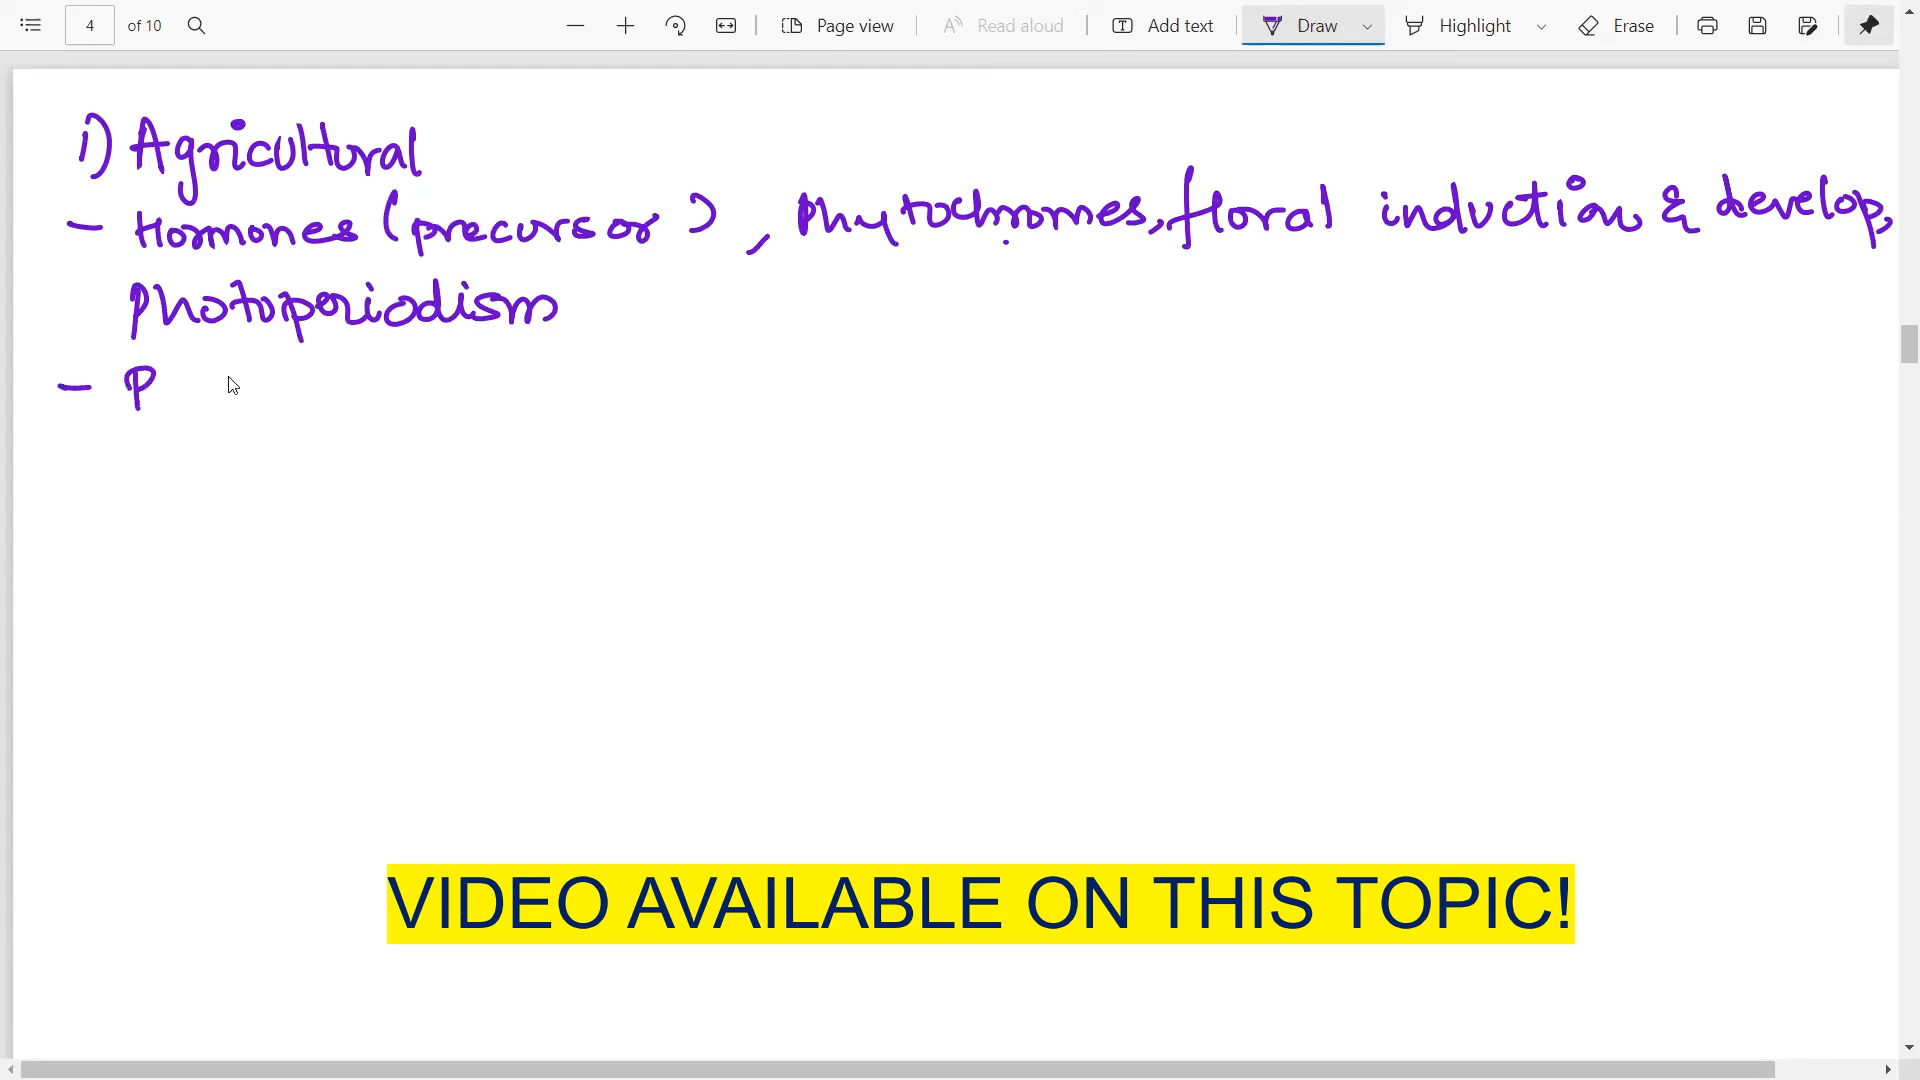 4 of 10 Page view Read aloud Add text Draw Highlight Erase
1) Agricultural
- Hormones (precursor), Phytochromes, floral induction & develop,
Photoperiodism
- P
VIDEO AVAILABLE ON THIS TOPIC!